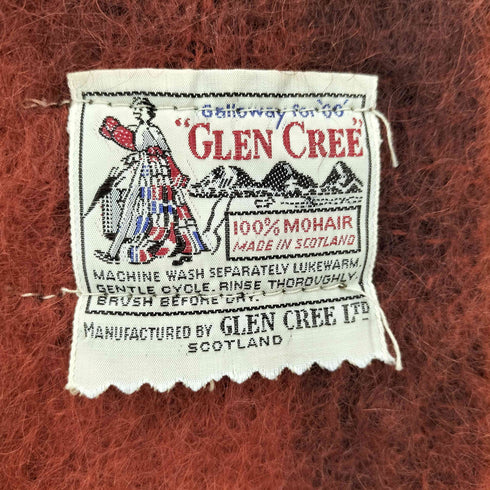 Galloway for 'GC'
"GLEN CREE"
100% MOHAIR
MADE IN SCOTLAND
MACHINE WASH SEPARATELY LUKEWARM.
GENTLE CYCLE. RINSE THOROUGHLY.
BRUSH BEFORE DRY.
MANUFACTURED BY GLEN CREE LTD
SCOTLAND